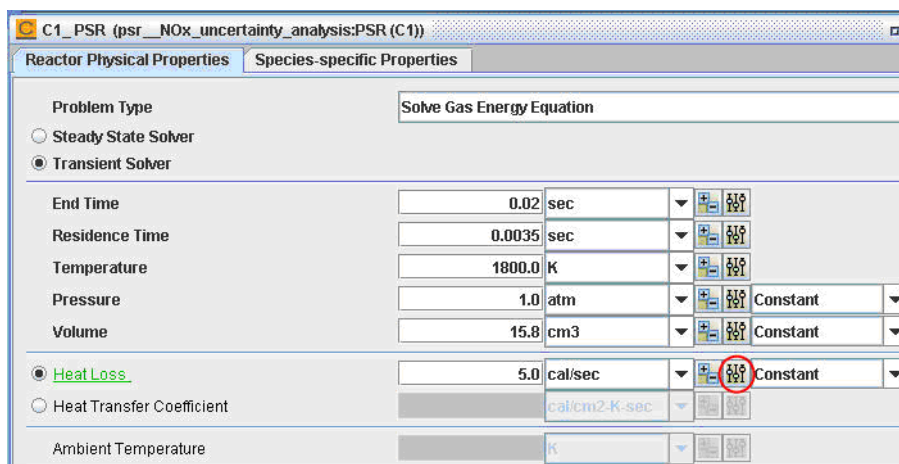 C1_ PSR (psr__NOx_uncertainty_analysis:PSR (C1))
Reactor Physical Properties Species-specific Properties
Problem Type Solve Gas Energy Equation
Steady State Solver
Transient Solver
End Time 0.02 sec
Residence Time 0.0035 sec
Temperature 1800.0 K
Pressure 1.0 atm Constant
Volume 15.8 cm3 Constant
Heat Loss 5.0 cal/sec Constant
Heat Transfer Coefficient cal/cm2-K-sec
Ambient Temperature K